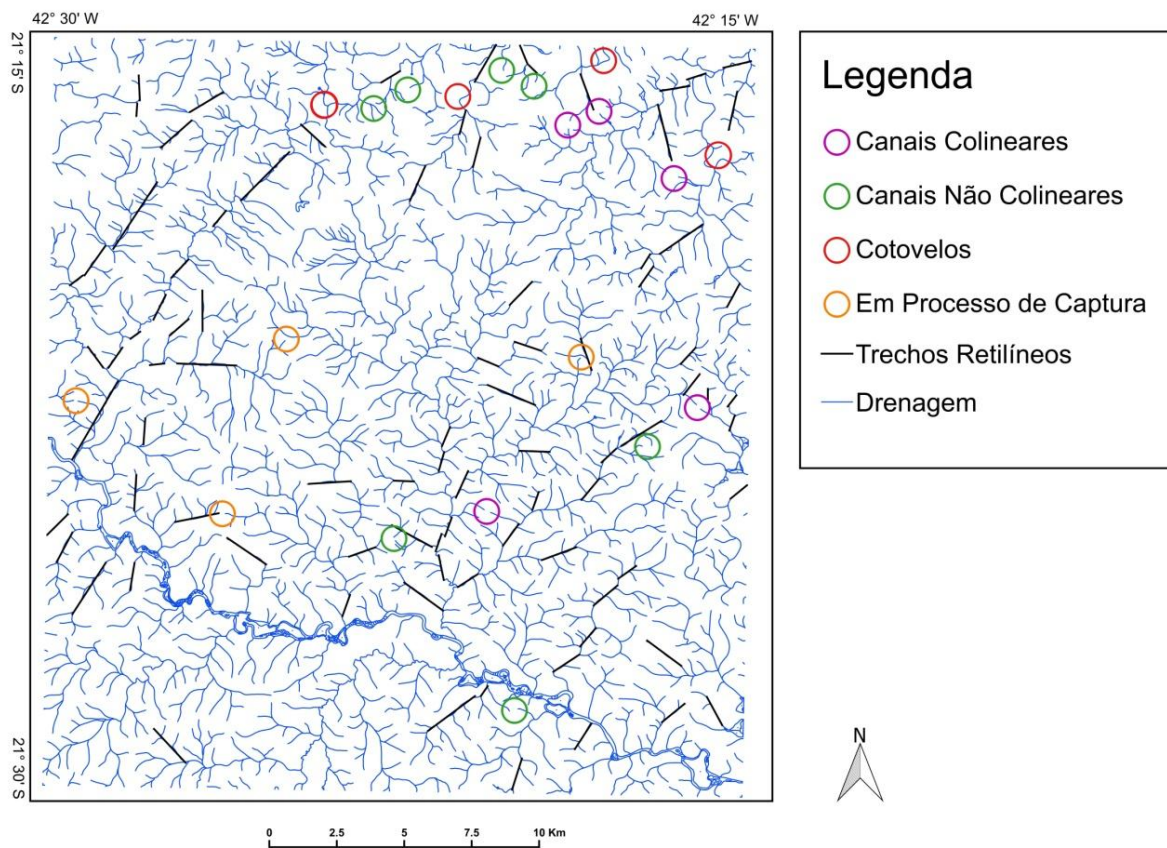 42° 30' W
42° 15' W
21° 15' S
21° 30' S
Legenda
Canais Colineares
Canais Não Colineares
Cotovelos
Em Processo de Captura
Trechos Retilíneos
Drenagem
N
0 2.5 5 7.5 10 Km